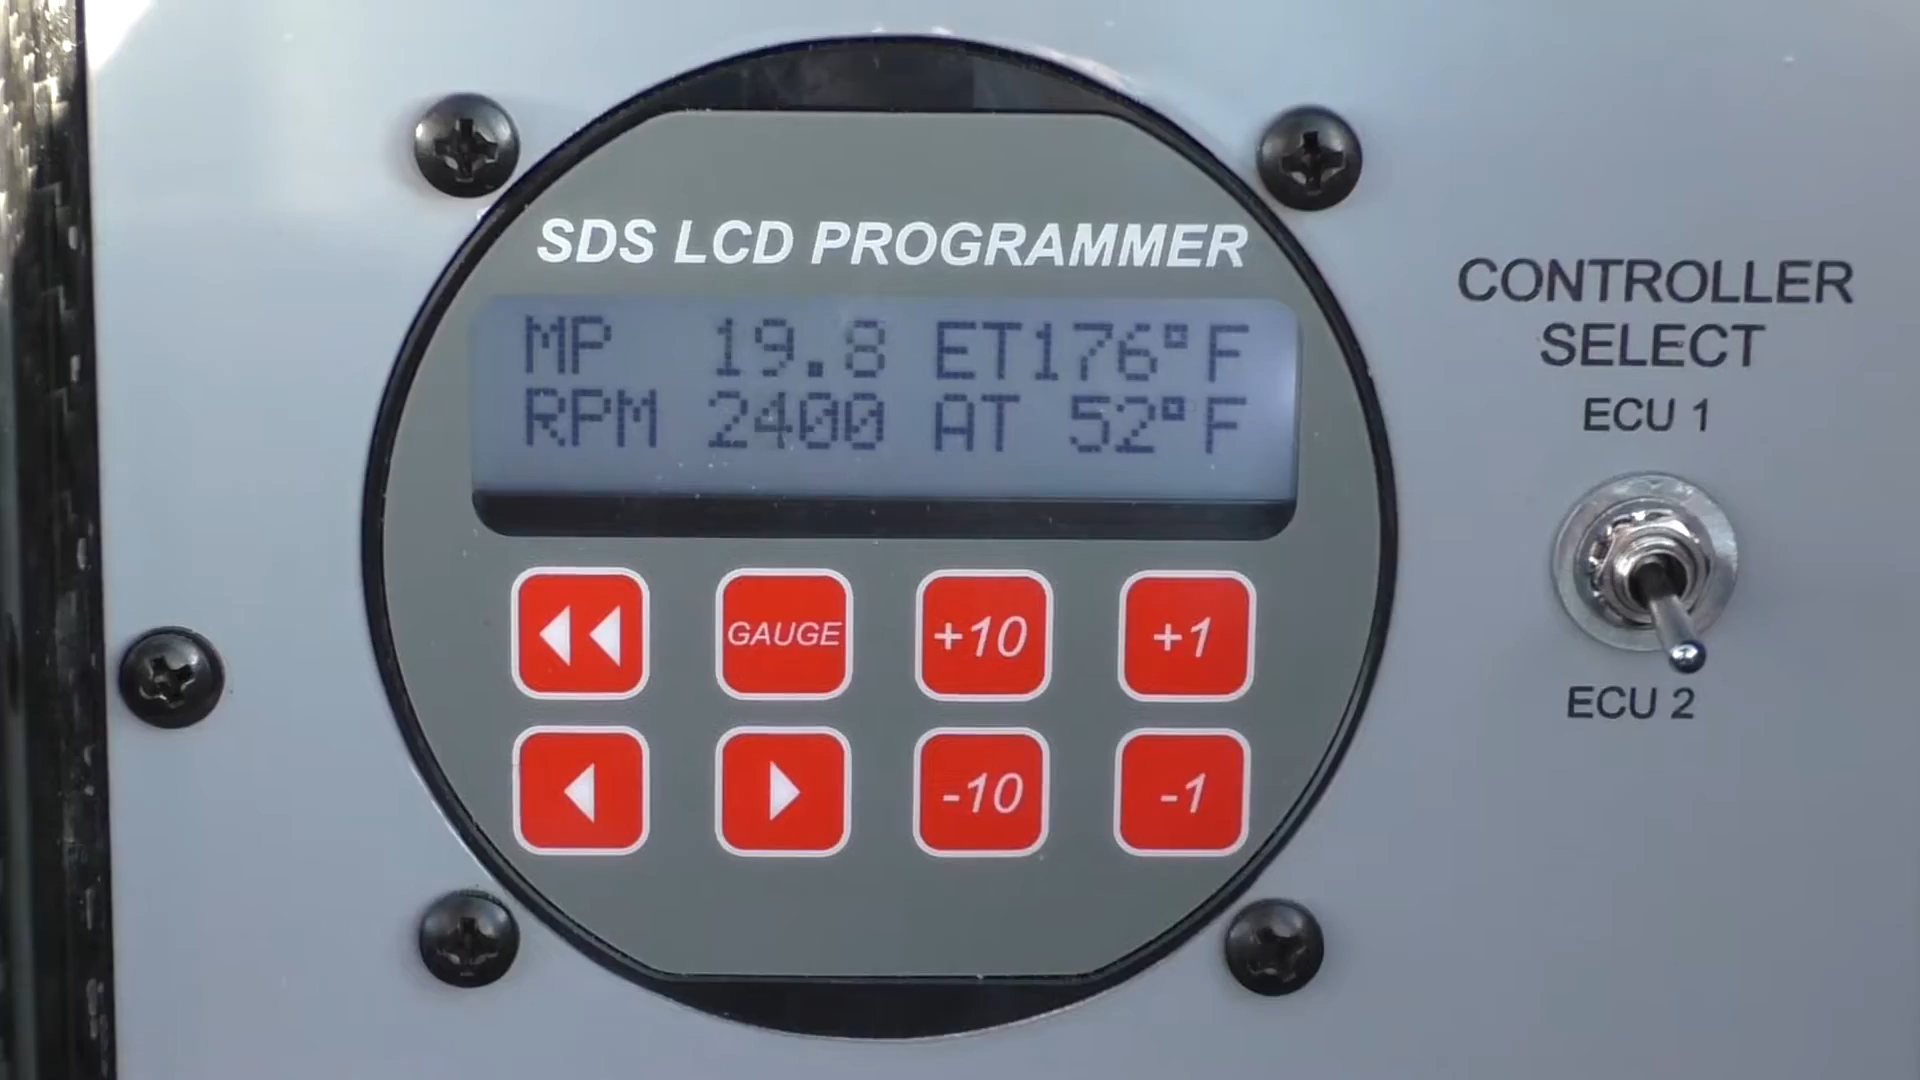 SDS LCD PROGRAMMER
MP 19.8 ET176°F
RPM 2400 AT 52°F
GAUGE +10 +1
-10 -1
CONTROLLER
SELECT
ECU 1
ECU 2